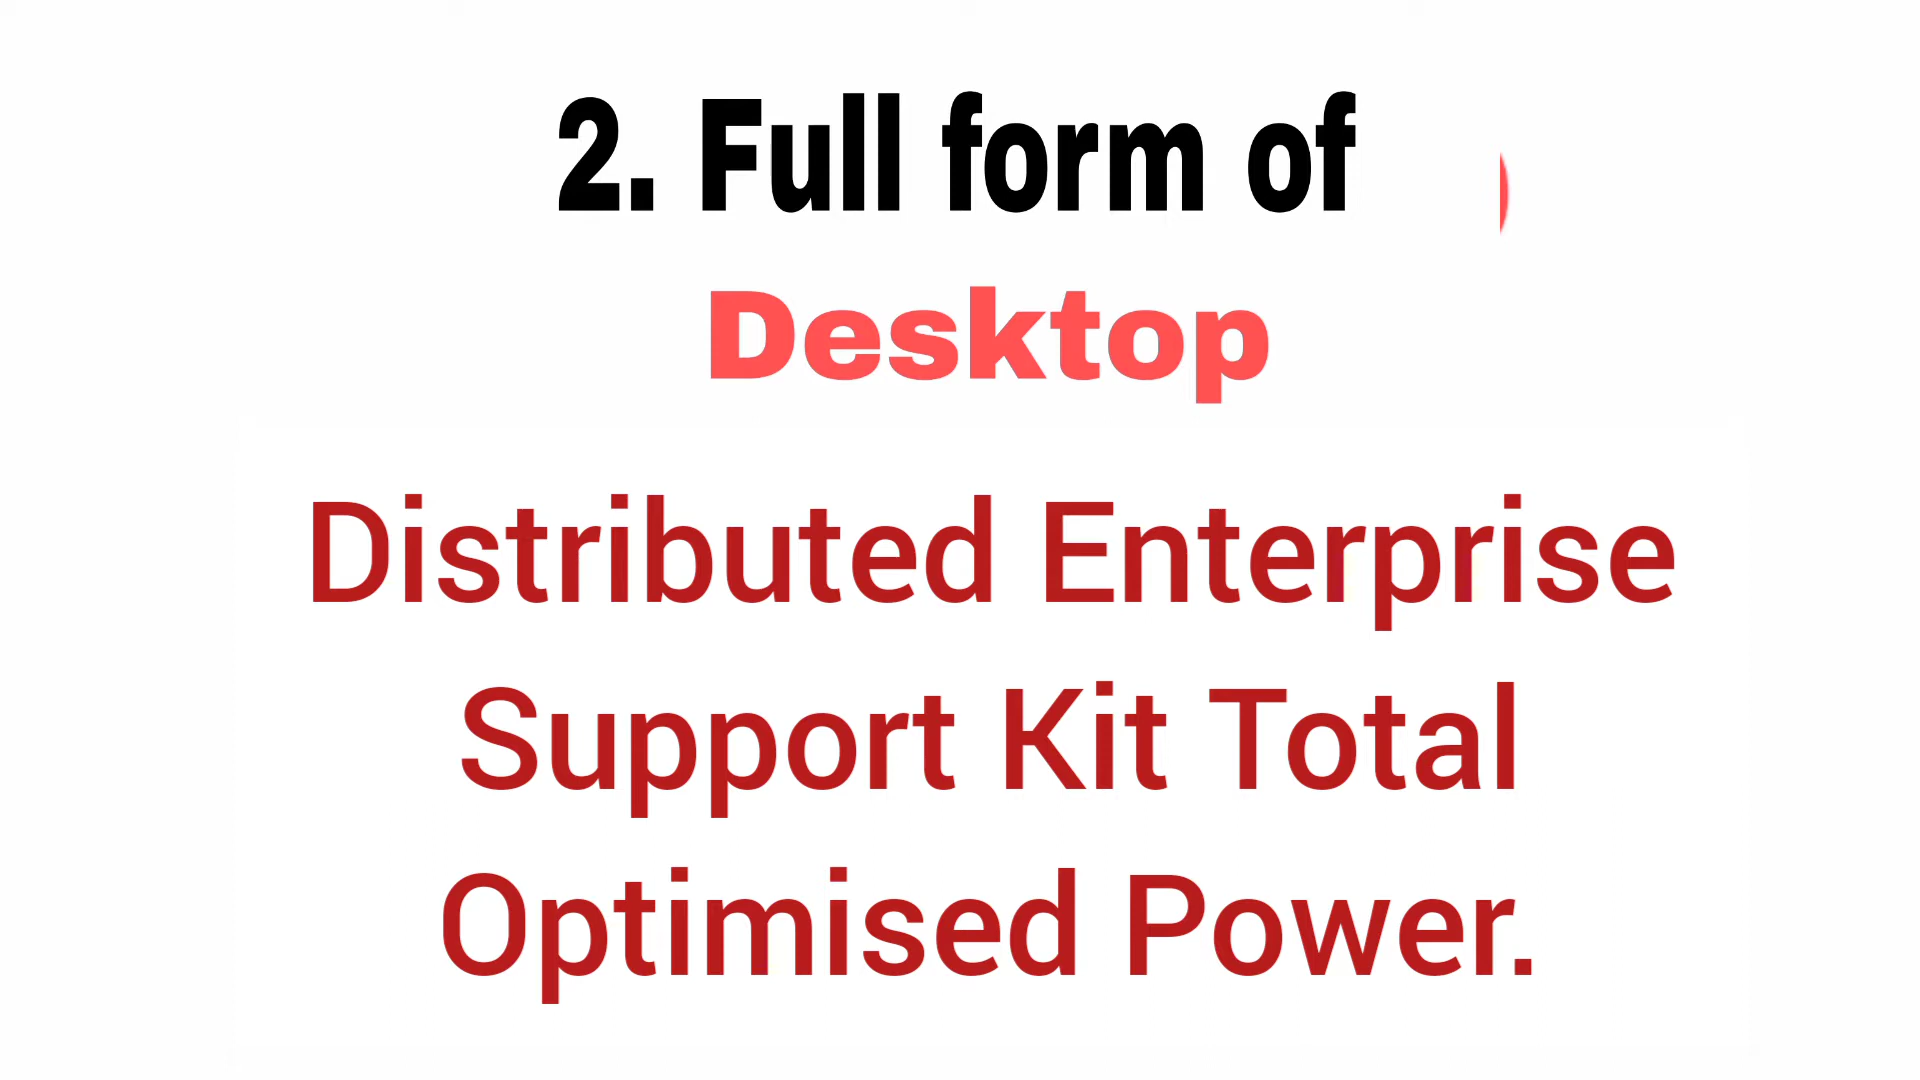 2. Full form of
Desktop
Distributed Enterprise
Support Kit Total
Optimised Power.